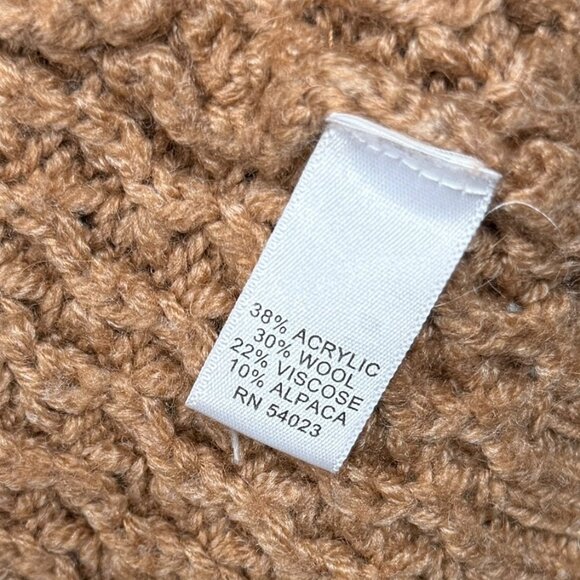 38% ACRYLIC
30% WOOL
22% VISCOSE
10% ALPACA
RN 54023